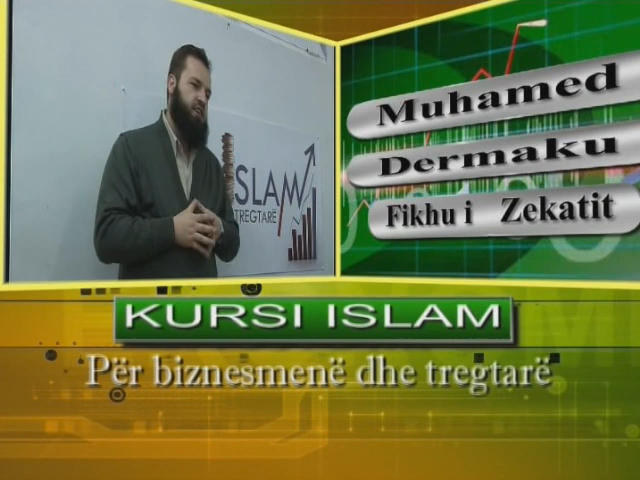 ISLAM
TREGTARË
Muhamed
Dermaku
Fikhu i Zekatit
KURSI ISLAM
Për biznesmenë dhe tregtarë